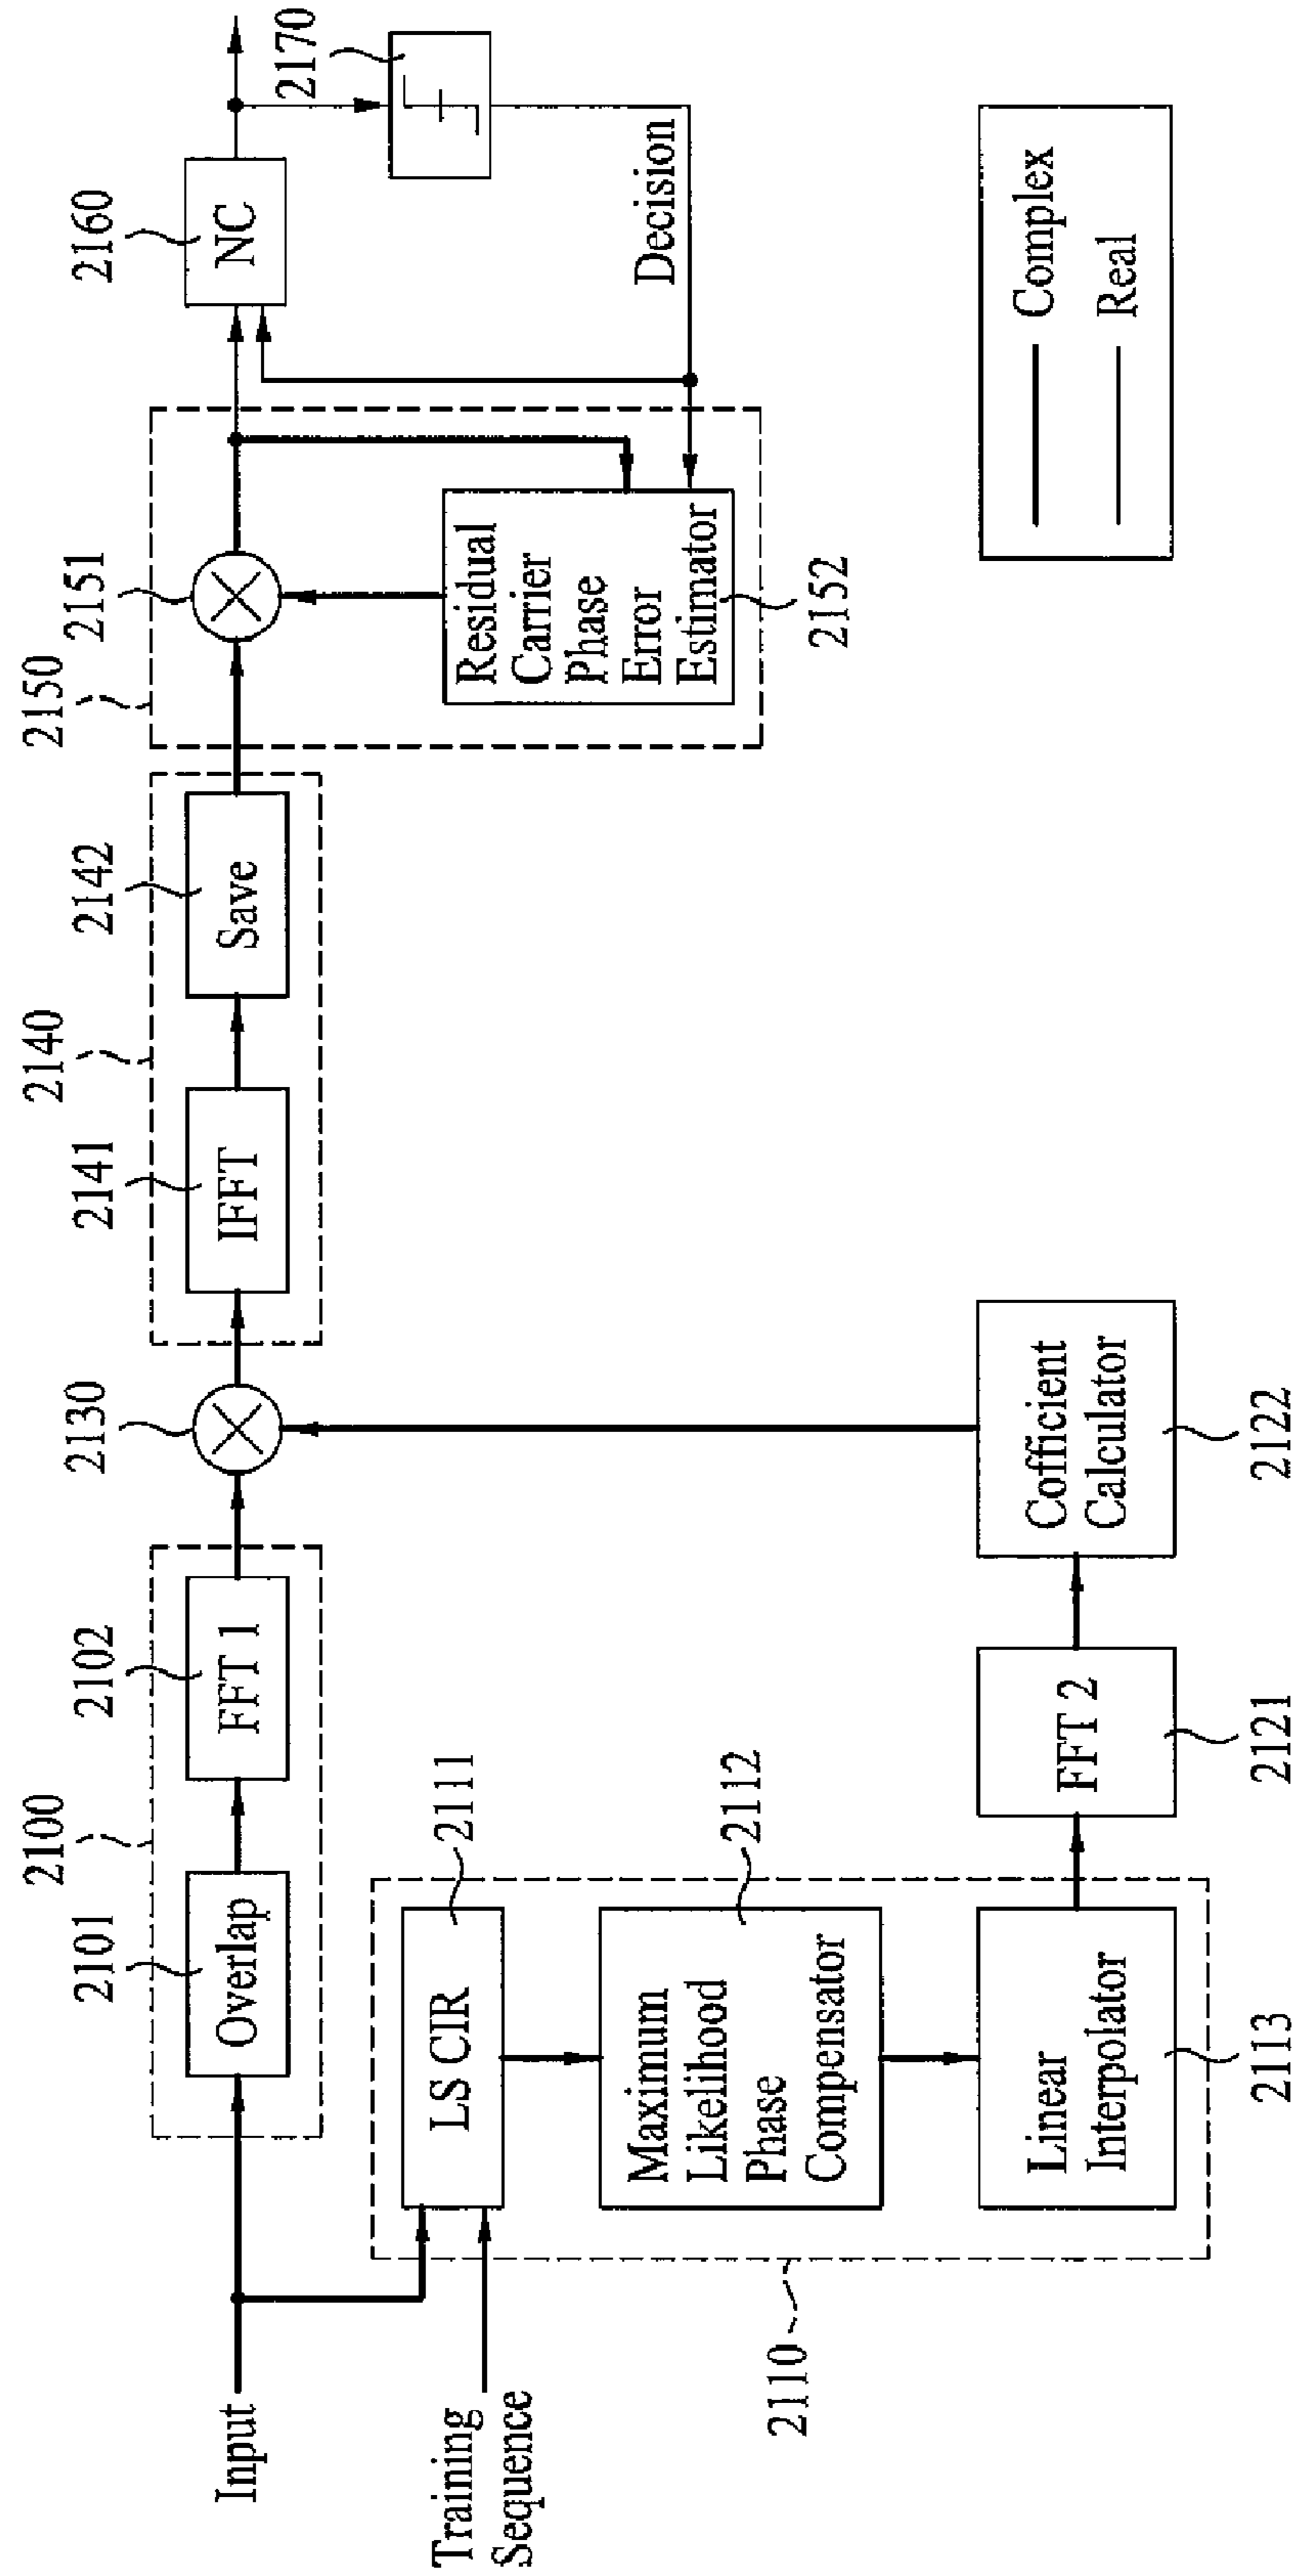 2100
2101
Overlap
2102
FFT 1
2130
2140
2141
IFFT
2142
Save
2150
2151
2160
NC
2170
Input
Training
Sequence
LS CIR
2111
Maximum
Likelihood
Phase
Compensator
2112
2110
Linear
Interpolator
2113
FFT 2
2121
Cofficient
Calculator
2122
Residual
Carrier
Phase
Error
Estimator
2152
Decision
Complex
Real